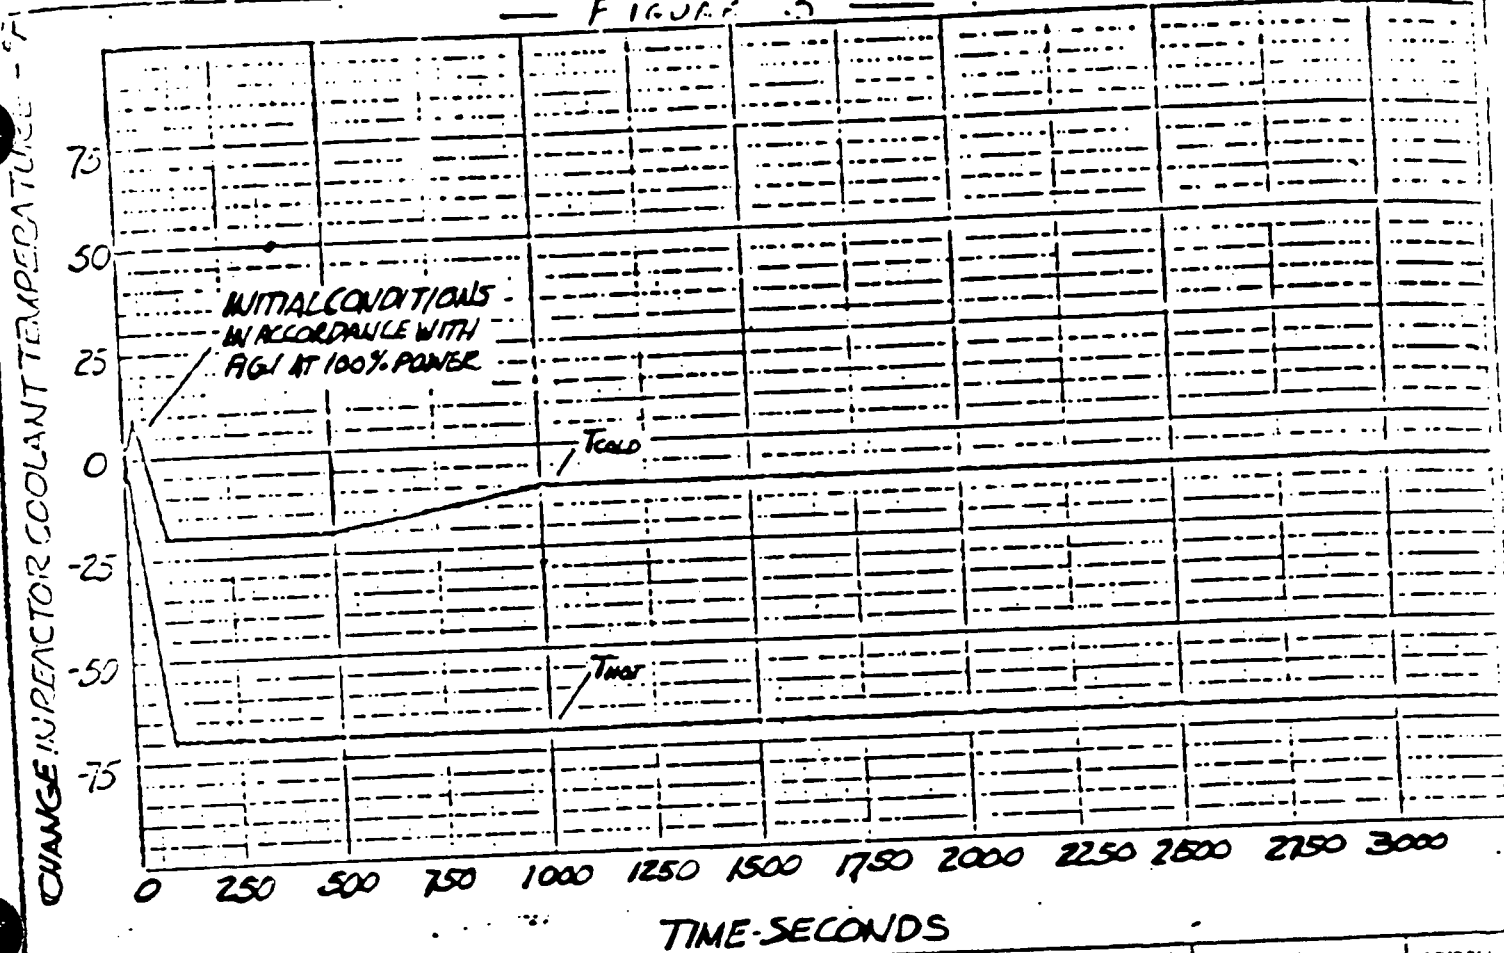 CHANGE IN REACTOR COOLANT TEMPERATURE - °F
75
50
25
0
-25
-50
-75
INITIAL CONDITIONS
IN ACCORDANCE WITH
FIG.1 AT 100% POWER
TCOLD
THOT
0 250 500 750 1000 1250 1500 1750 2000 2250 2500 2750 3000
TIME-SECONDS